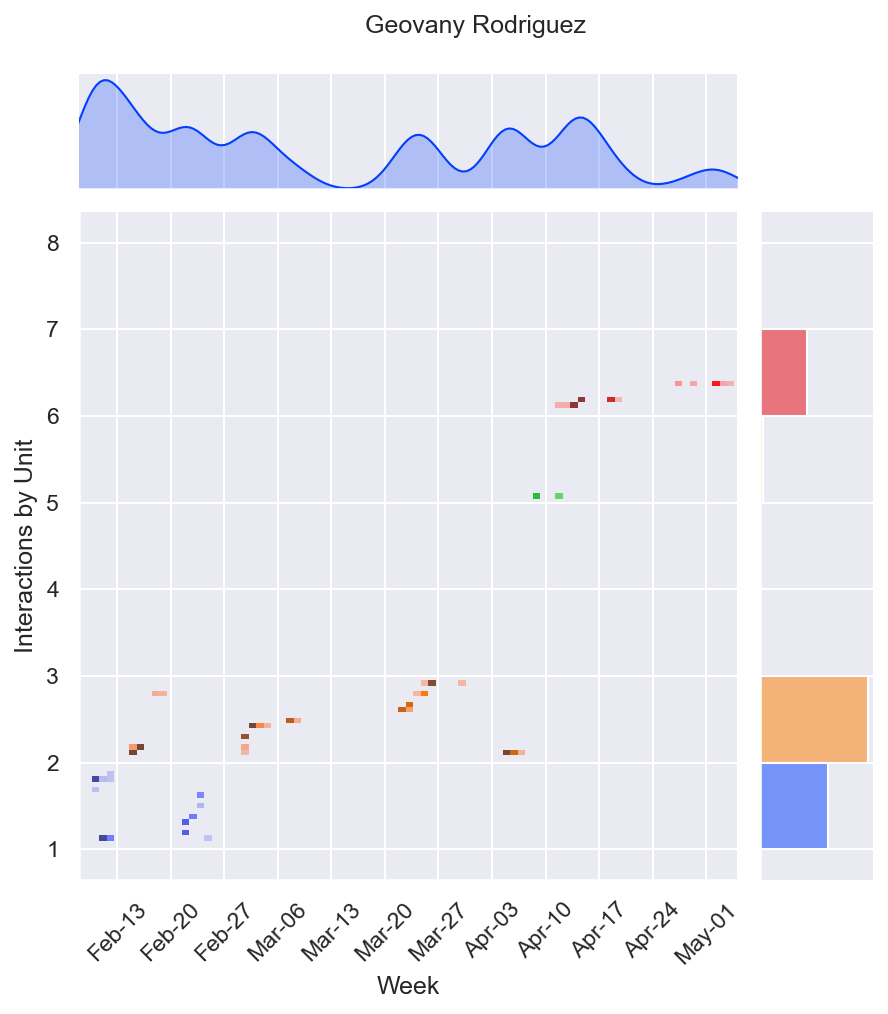 Geovany Rodriguez
8
7
6
5
4
3
2
1
Interactions by Unit
Feb-13
Feb-20
Feb-27
Mar-06
Mar-13
Mar-20
Mar-27
Apr-03
Apr-10
Apr-17
Apr-24
May-01
Week